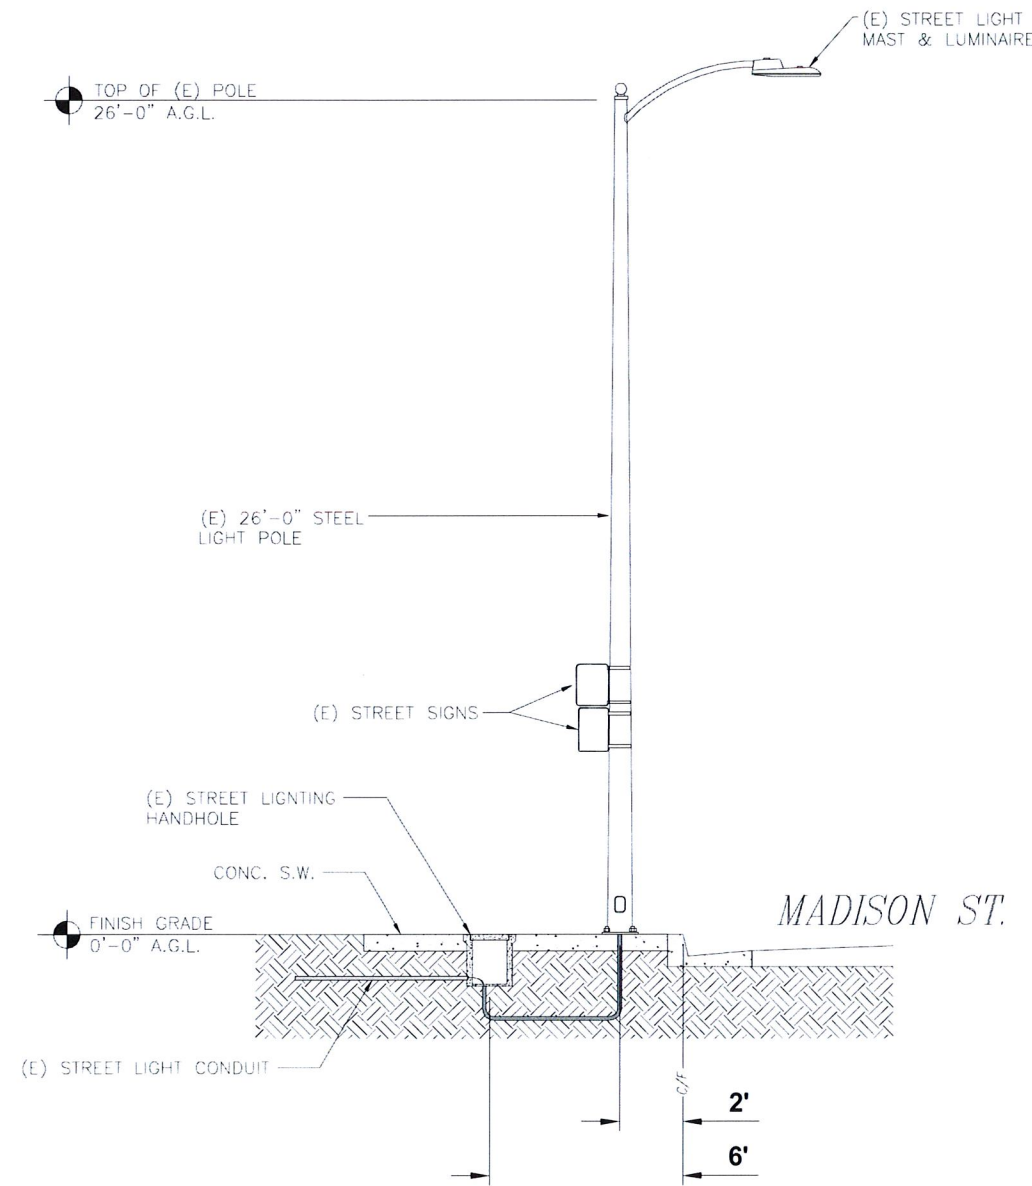 (E) STREET LIGHT
MAST & LUMINAIRE
TOP OF (E) POLE
26'-0" A.G.L.
(E) 26'-0" STEEL
LIGHT POLE
(E) STREET SIGNS
(E) STREET LIGNTING
HANDHOLE
CONC. S.W.
MADISON ST.
FINISH GRADE
0'-0" A.G.L.
(E) STREET LIGHT CONDUIT
C/F
2'
6'